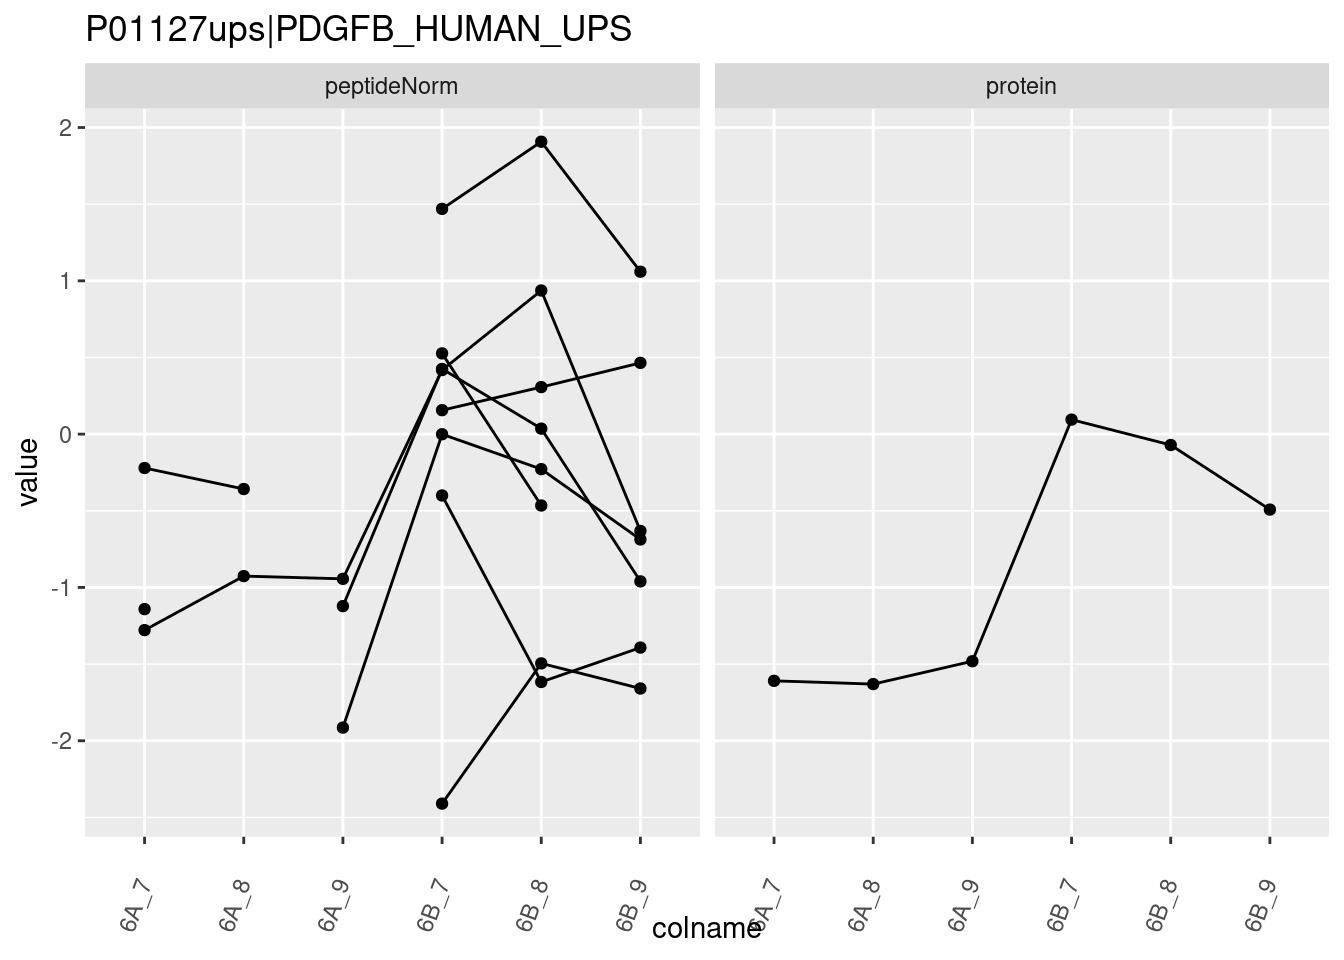 P01127ups|PDGFB_HUMAN_UPS
peptideNorm
protein
2
1
0
-1
-2
value
6A_7
6A_8
6A_9
6B_7
6B_8
6B_9
6A_7
6A_8
6A_9
6B_7
6B_8
6B_9
colname